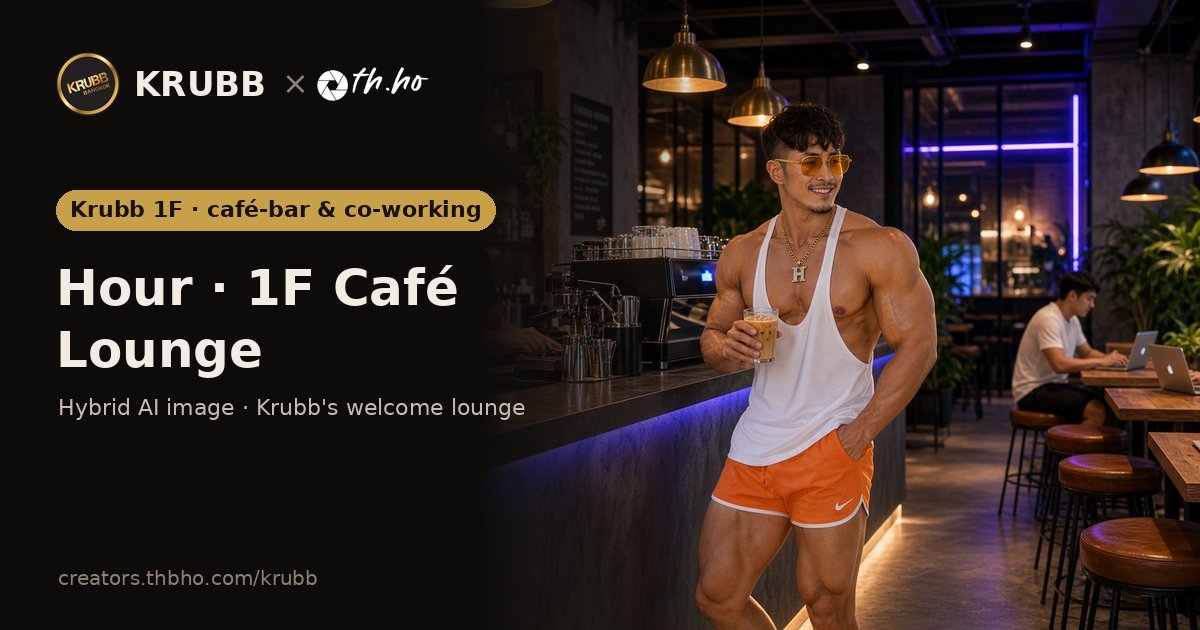 KRUBB
BANGKOK
KRUBB × th.ho
Krubb 1F · café-bar & co-working
Hour · 1F Café
Lounge
Hybrid AI image · Krubb's welcome lounge
creators.thbho.com/krubb
H